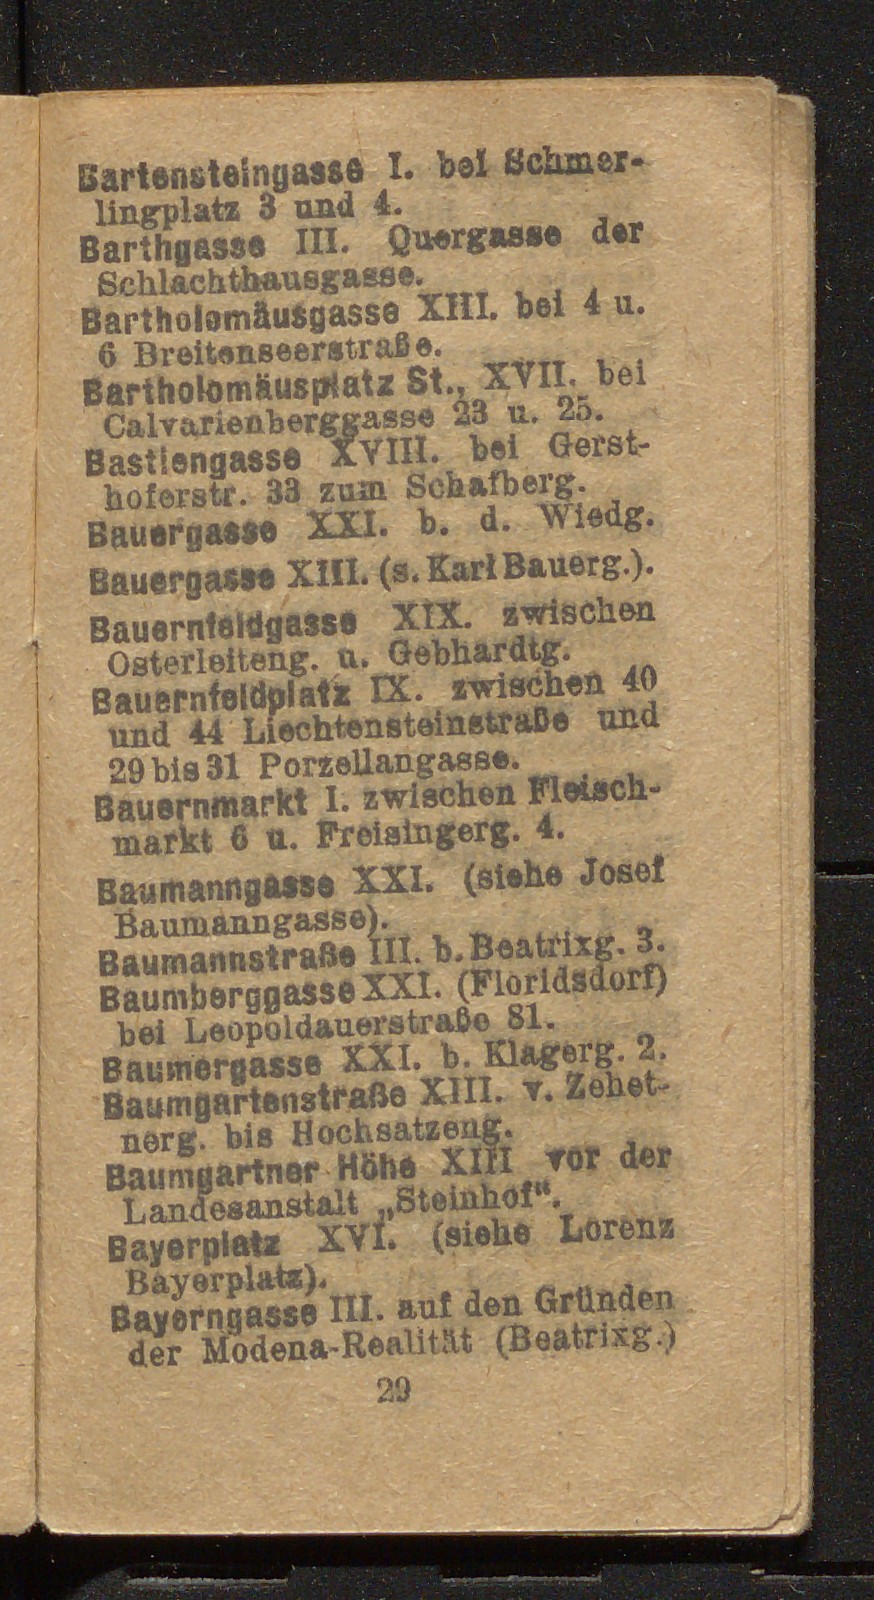 Bartensteingasse I. bei Schmer-
lingplatz 3 und 4.
Barthgasse III. Quergasse der
Schlachthausgasse.
Bartholomäusgasse XIII. bei 4 u.
6 Breitenseerstraße.
Bartholomäusplatz St., XVII. bei
Calvarienberggasse 23 u. 25.
Bastiengasse XVIII. bei Gerst-
hoferstr. 33 zum Schafberg.
Bauergasse XXI. b. d. Wiedg.
Bauergasse XIII. (s. Karl Bauerg.).
Bauernfeldgasse XIX. zwischen
Osterleiteng. u. Gebhardtg.
Bauernfeldplatz IX. zwischen 40
und 44 Liechtensteinstraße und
29 bis 31 Porzellangasse.
Bauernmarkt I. zwischen Fleisch-
markt 6 u. Freisingerg. 4.
Baumanngasse XXI. (siehe Josef
Baumanngasse).
Baumannstraße III. b. Beatrixg. 3.
Baumberggasse XXI. (Floridsdorf)
bei Leopoldauerstraße 81.
Baumergasse XXI. b. Klagerg. 2.
Baumgartenstraße XIII. v. Zehet-
nerg. bis Hochsatzeng.
Baumgartner Höhe XIII vor der
Landesanstalt „Steinhof“.
Bayerplatz XVI. (siehe Lorenz
Bayerplatz).
Bayerngasse III. auf den Gründen
der Modena-Realität (Beatrixg.)
29